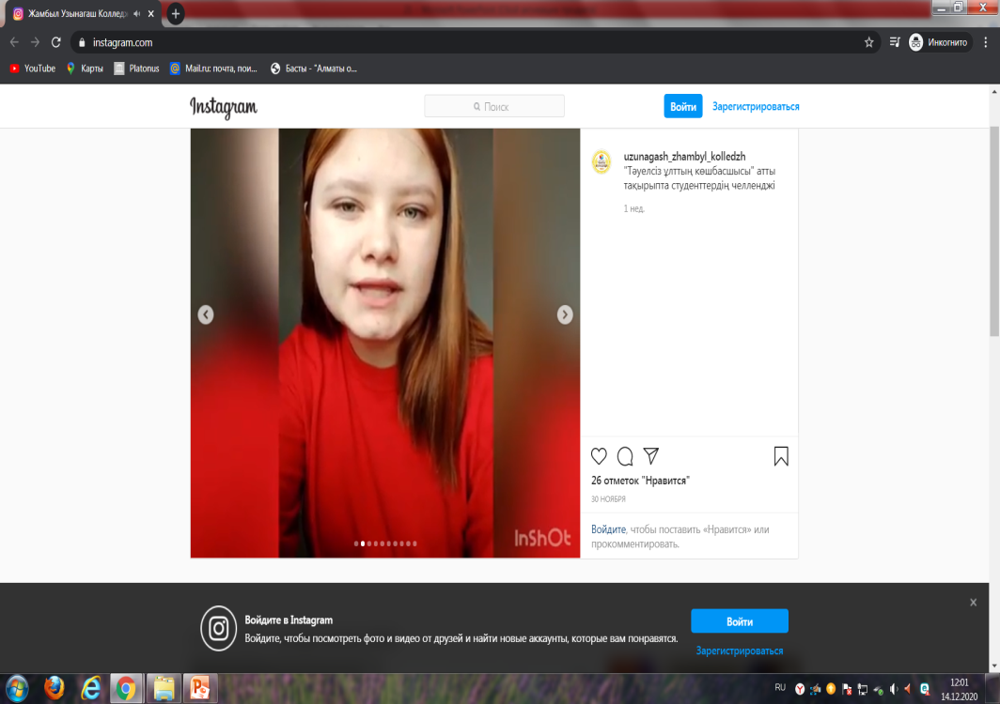 Жамбыл Узынагаш Коллед
instagram.com
Инкогнито
YouTube
Карты
Platonus
Mail.ru: почта, пои...
Басты - "Алматы о...
Instagram
Поиск
Войти
Зарегистрироваться
uzunagash_zhambyl_kolledzh
"Тәуелсіз ұлттың көшбасшысы" атты
тақырыпта студенттердің челленджі
1 нед.
InShOt
26 отметок "Нравится"
30 НОЯБРЯ
Войдите, чтобы поставить «Нравится» или
прокомментировать.
Войдите в Instagram
Войдите, чтобы посмотреть фото и видео от друзей и найти новые аккаунты, которые вам понравятся.
Войти
Зарегистрироваться
RU
12:01
14.12.2020